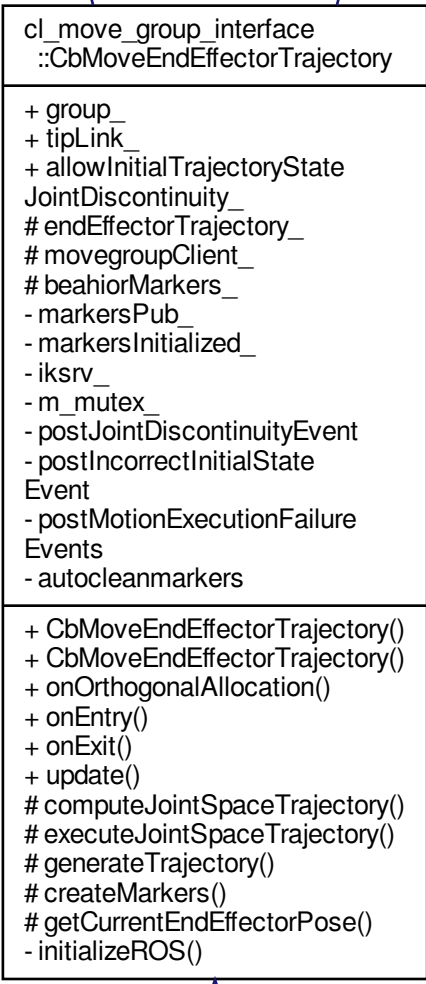 cl_move_group_interface
::CbMoveEndEffectorTrajectory
+ group_
+ tipLink_
+ allowInitialTrajectoryState
JointDiscontinuity_
# endEffectorTrajectory_
# movegroupClient_
# beahiorMarkers_
- markersPub_
- markersInitialized_
- iksrv_
- m_mutex_
- postJointDiscontinuityEvent
- postIncorrectInitialState
Event
- postMotionExecutionFailure
Events
- autocleanmarkers
+ CbMoveEndEffectorTrajectory()
+ CbMoveEndEffectorTrajectory()
+ onOrthogonalAllocation()
+ onEntry()
+ onExit()
+ update()
# computeJointSpaceTrajectory()
# executeJointSpaceTrajectory()
# generateTrajectory()
# createMarkers()
# getCurrentEndEffectorPose()
- initializeROS()